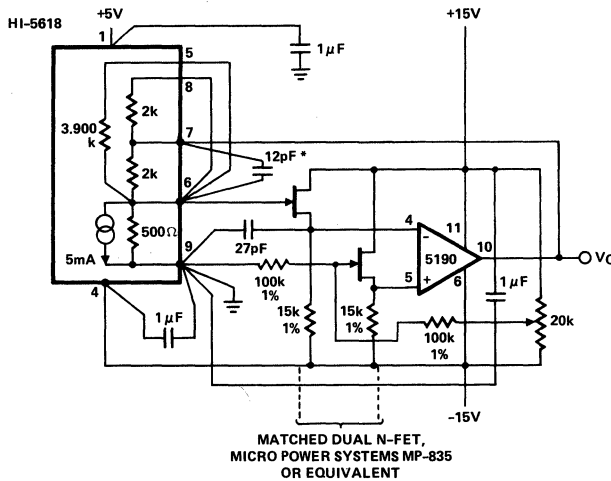 HI-5618
+5V
+15V
1
5
1μF
8
2k
3.900
k
7
2k
12pF *
6
500Ω
4
11
5190
10
27pF
9
5mA
5
6
100k
1%
1μF
4
1μF
15k
1%
15k
1%
100k
1%
20k
-15V
MATCHED DUAL N-FET,
MICRO POWER SYSTEMS MP-835
OR EQUIVALENT